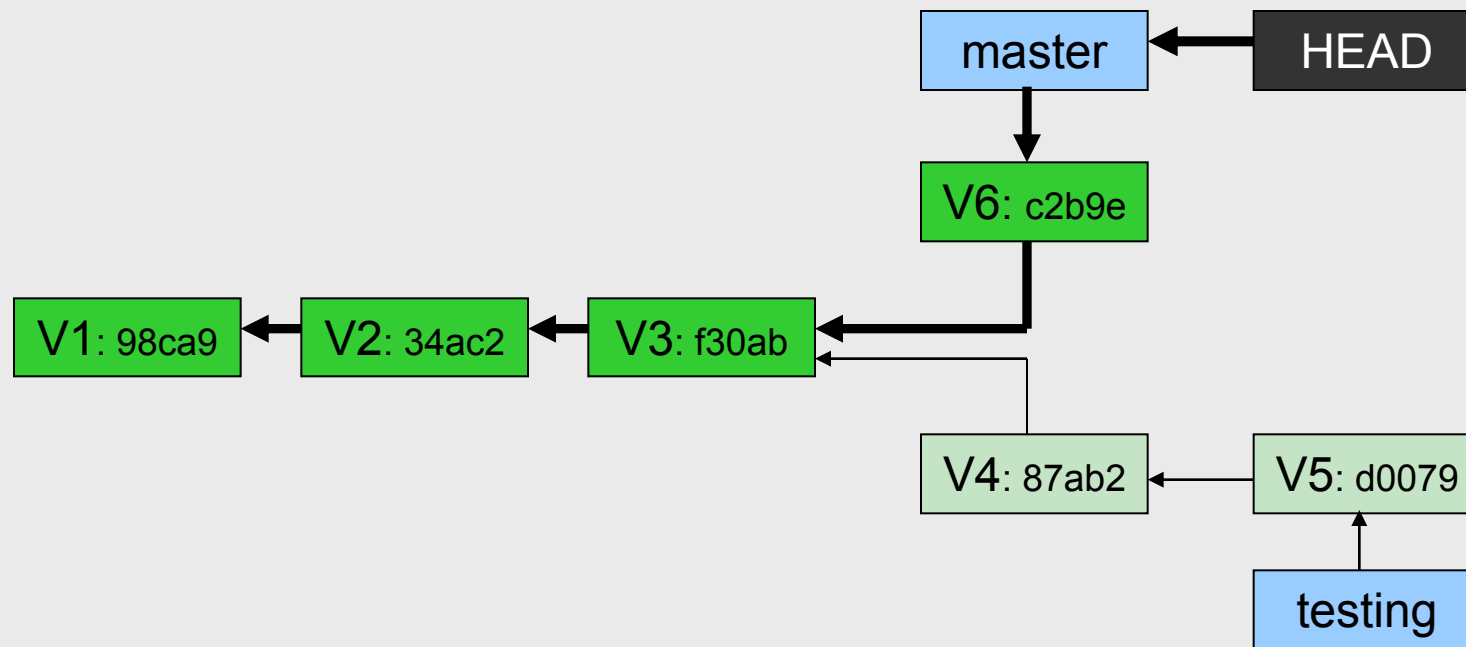 master
HEAD
V6: c2b9e
V1: 98ca9
V2: 34ac2
V3: f30ab
V4: 87ab2
V5: d0079
testing